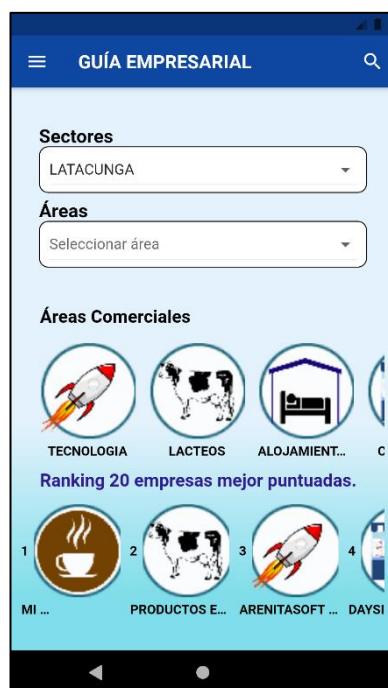 GUÍA EMPRESARIAL
Sectores
LATACUNGA
Áreas
Seleccionar área
Áreas Comerciales
TECNOLOGIA LACTEOS ALOJAMIENT... C
Ranking 20 empresas mejor puntuadas.
1 2 3 4
MI ... PRODUCTOS E... ARENITASOFT ... DAYSI